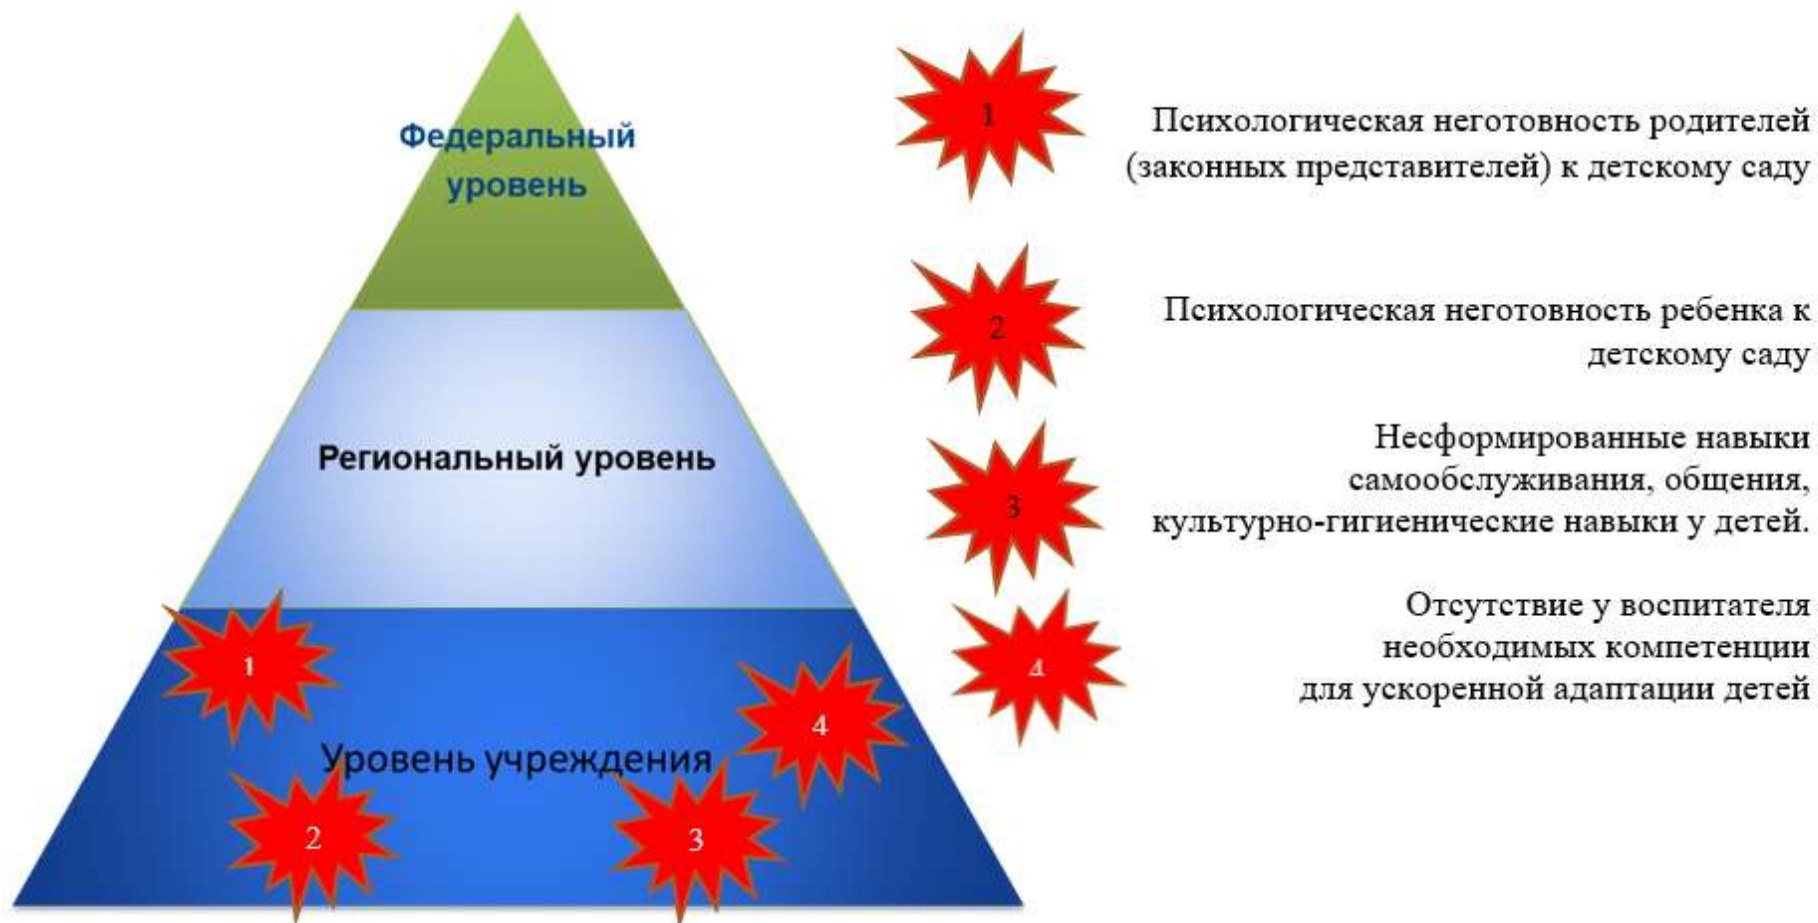 Федеральный
уровень
Региональный уровень
1
4
Уровень учреждения
2
3
1
Психологическая неготовность родителей
(законных представителей) к детскому саду
2
Психологическая неготовность ребенка к
детскому саду
3
Несформированные навыки
самообслуживания, общения,
культурно-гигиенические навыки у детей.
4
Отсутствие у воспитателя
необходимых компетенции
для ускоренной адаптации детей